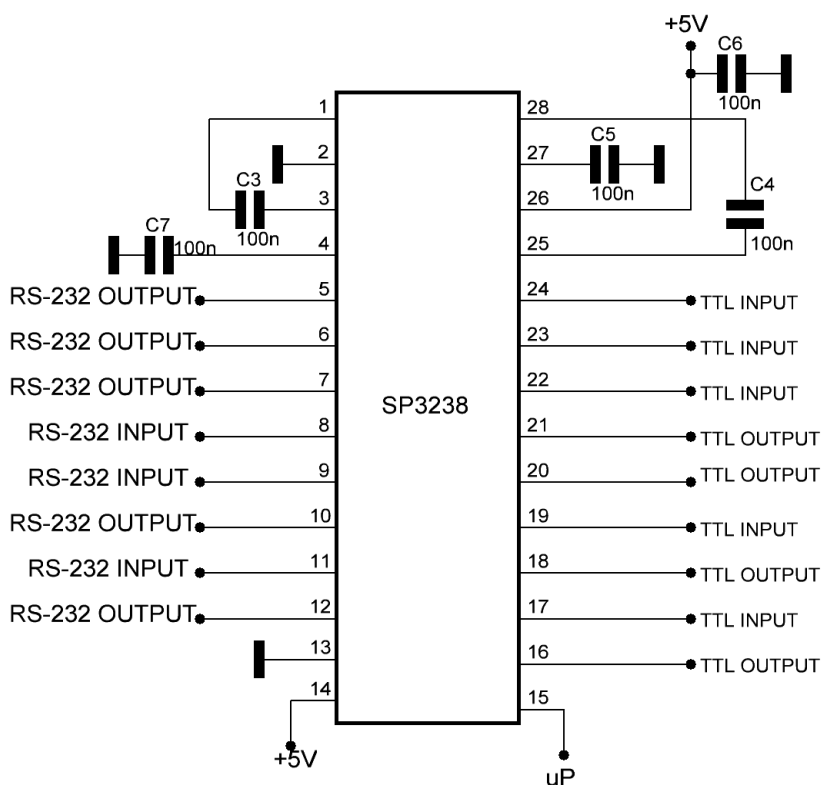 +5V
C6
100n
1
28
2
27
C5
100n
C3
100n
3
26
C4
100n
C7
100n
4
25
RS-232 OUTPUT
5
24
TTL INPUT
RS-232 OUTPUT
6
23
TTL INPUT
RS-232 OUTPUT
7
22
TTL INPUT
SP3238
RS-232 INPUT
8
21
TTL OUTPUT
RS-232 INPUT
9
20
TTL OUTPUT
RS-232 OUTPUT
10
19
TTL INPUT
RS-232 INPUT
11
18
TTL OUTPUT
RS-232 OUTPUT
12
17
TTL INPUT
13
16
TTL OUTPUT
14
15
+5V
uP